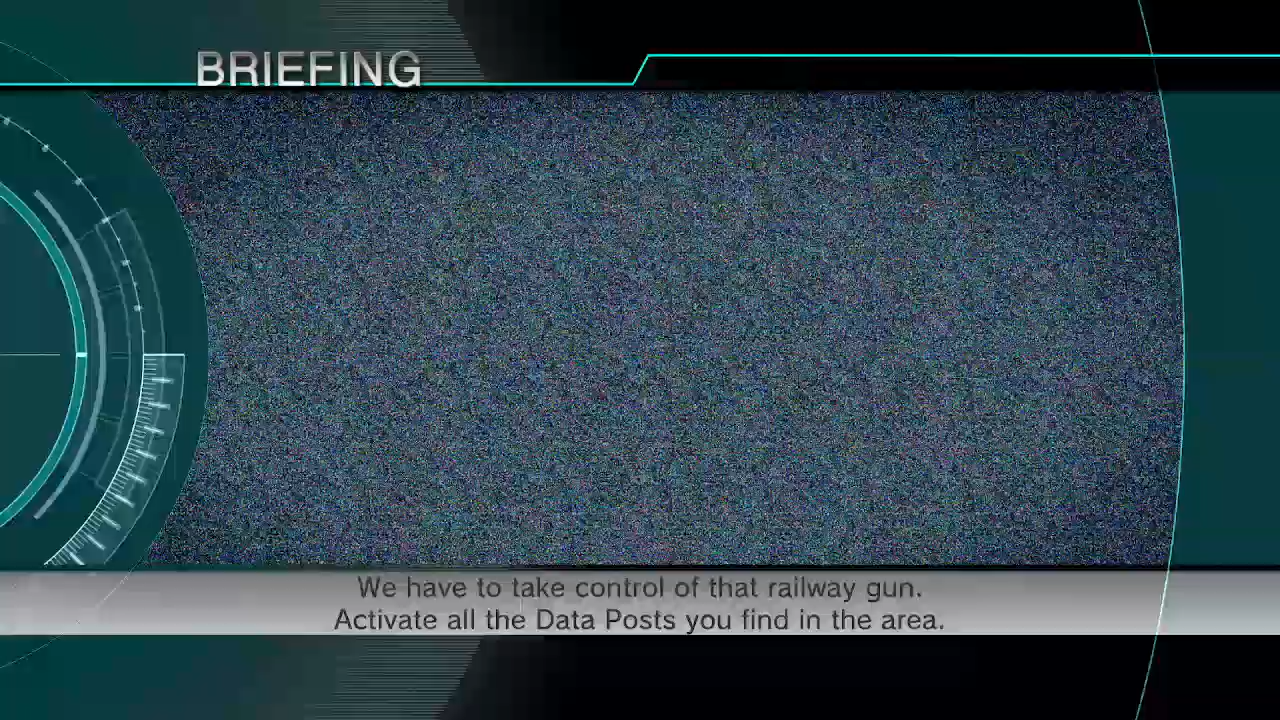 BRIEFING
We have to take control of that railway gun.
Activate all the Data Posts you find in the area.